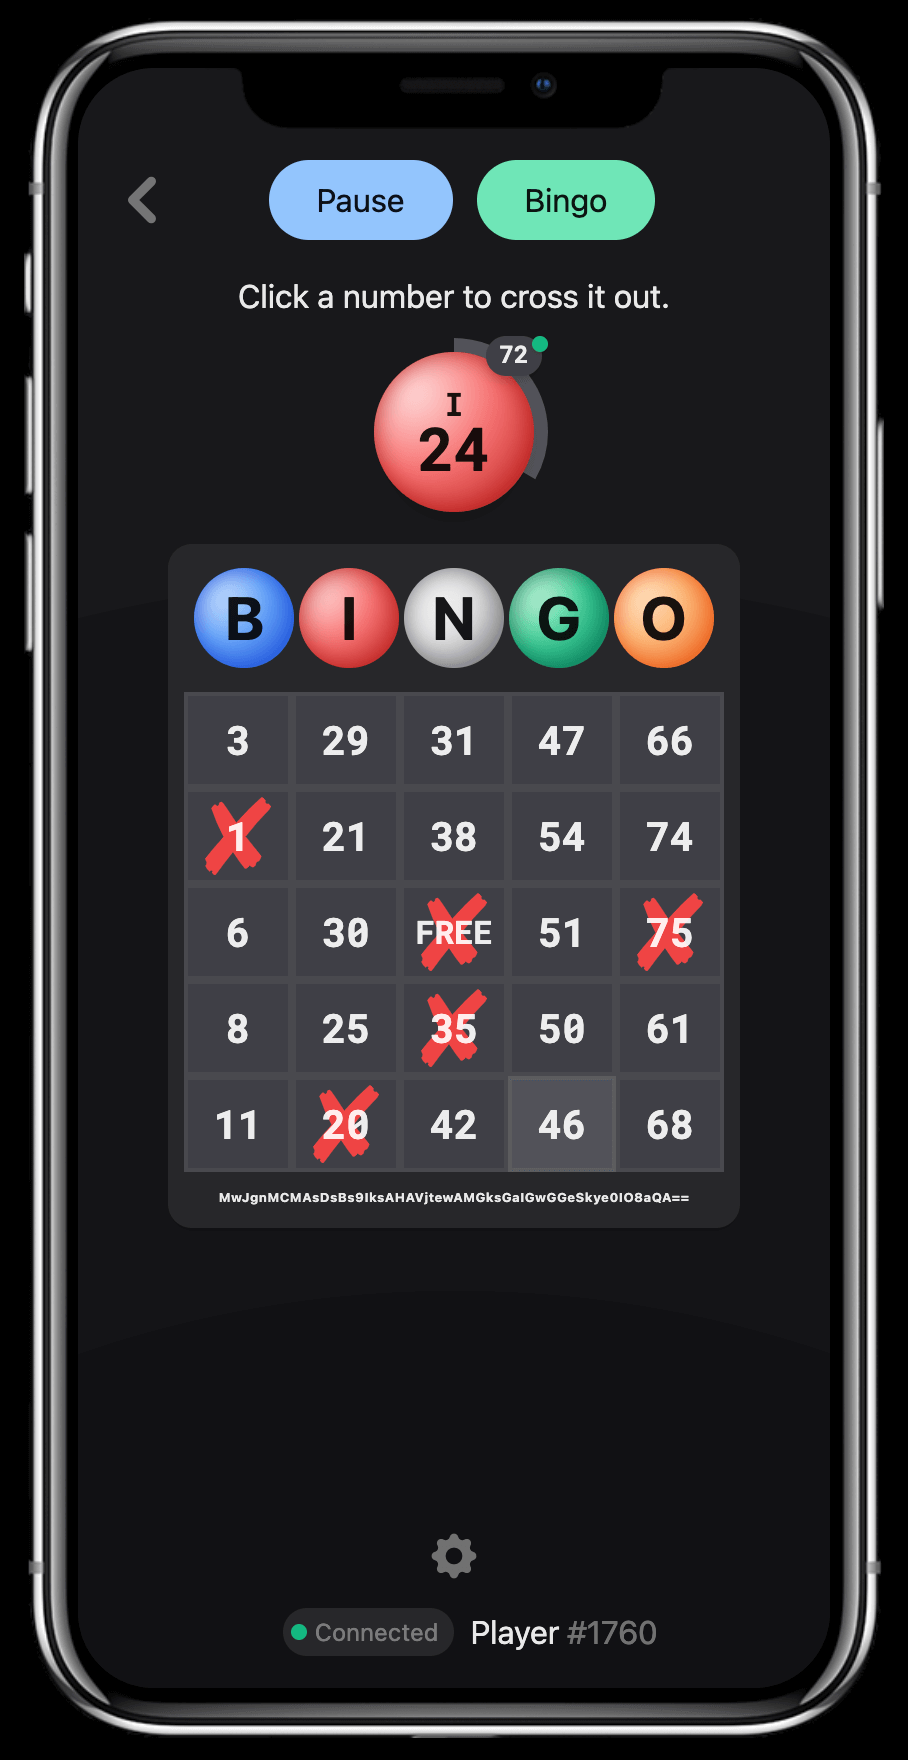 Pause Bingo
Click a number to cross it out.
72
I
24
B I N G O
3 29 31 47 66
1 21 38 54 74
6 30 FREE 51 75
8 25 35 50 61
11 20 42 46 68
MwJgnMCMAsDsBs9IksAHAVjtewAMGksGaIGwGGeSkye0IO8aQA==
Connected Player #1760